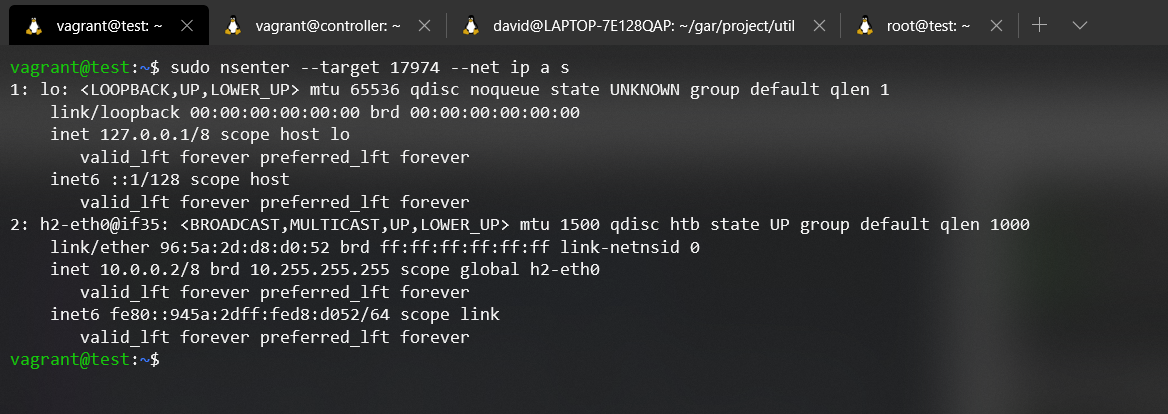 vagrant@test: ~
vagrant@controller: ~
david@LAPTOP-7E128QAP: ~/gar/project/util
root@test: ~
vagrant@test:~$ sudo nsenter --target 17974 --net ip a s
1: lo: <LOOPBACK,UP,LOWER_UP> mtu 65536 qdisc noqueue state UNKNOWN group default qlen 1
    link/loopback 00:00:00:00:00:00 brd 00:00:00:00:00:00
    inet 127.0.0.1/8 scope host lo
       valid_lft forever preferred_lft forever
    inet6 ::1/128 scope host
       valid_lft forever preferred_lft forever
2: h2-eth0@if35: <BROADCAST,MULTICAST,UP,LOWER_UP> mtu 1500 qdisc htb state UP group default qlen 1000
    link/ether 96:5a:2d:d8:d0:52 brd ff:ff:ff:ff:ff:ff link-netnsid 0
    inet 10.0.0.2/8 brd 10.255.255.255 scope global h2-eth0
       valid_lft forever preferred_lft forever
    inet6 fe80::945a:2dff:fed8:d052/64 scope link
       valid_lft forever preferred_lft forever
vagrant@test:~$